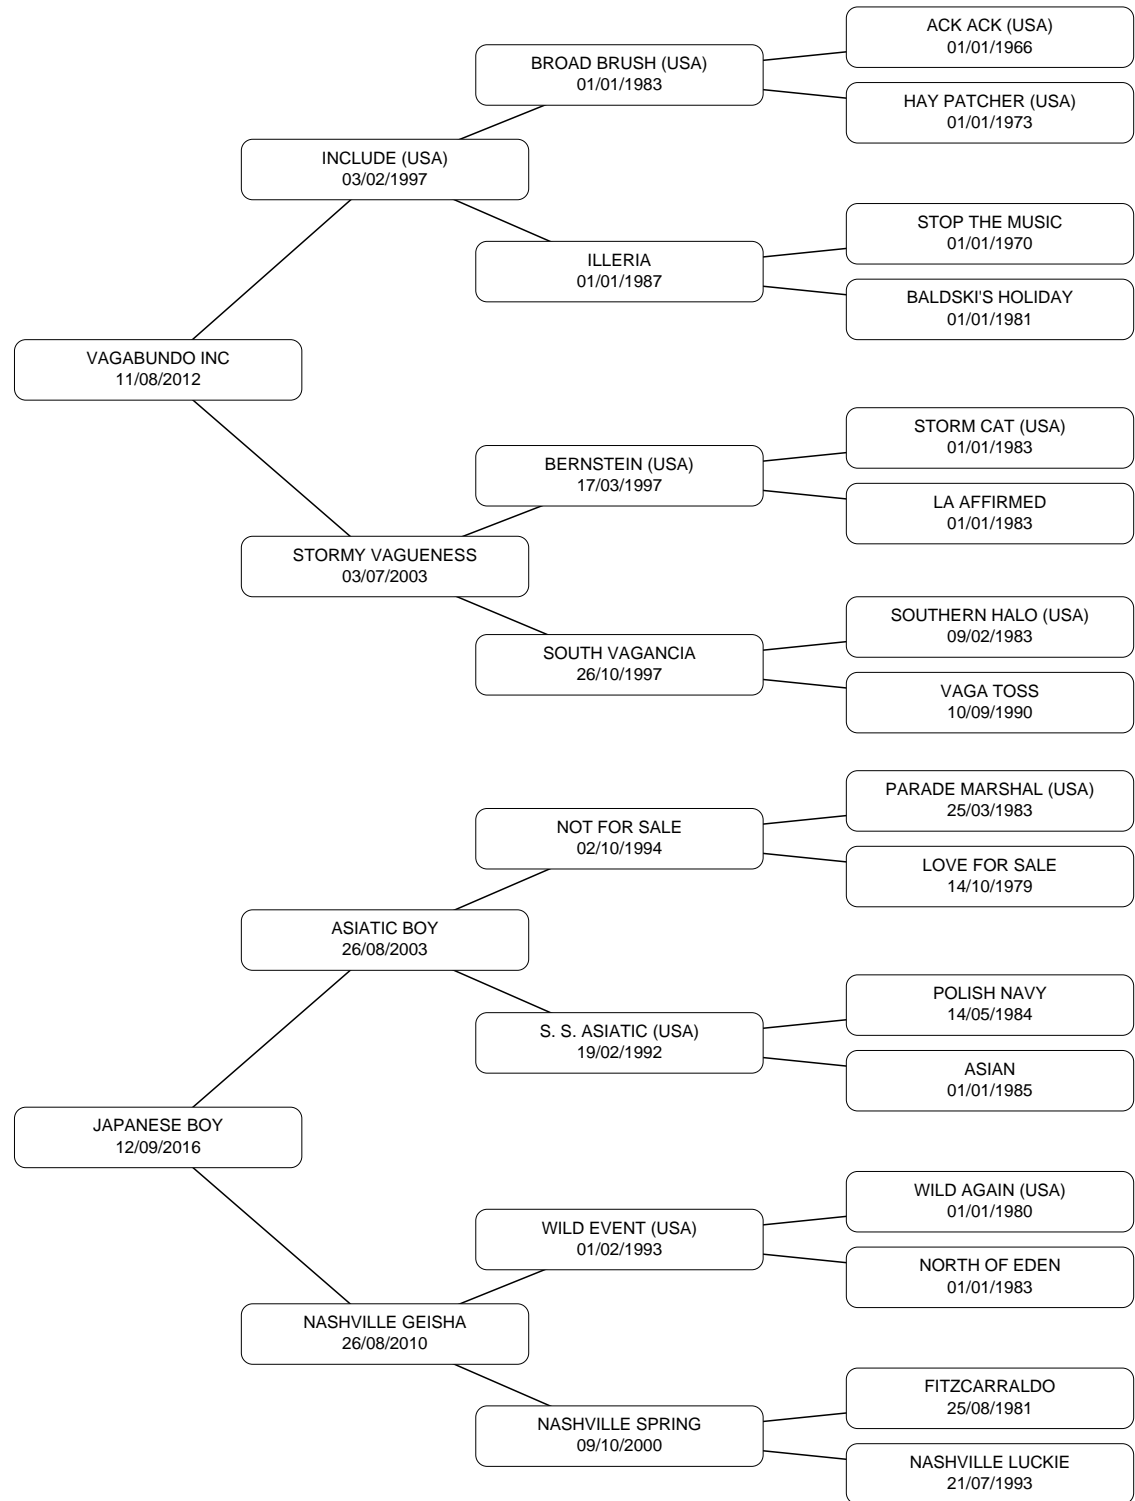 ACK ACK (USA)
01/01/1966
BROAD BRUSH (USA)
01/01/1983
HAY PATCHER (USA)
01/01/1973
INCLUDE (USA)
03/02/1997
STOP THE MUSIC
01/01/1970
ILLERIA
01/01/1987
BALDSKI'S HOLIDAY
01/01/1981
VAGABUNDO INC
11/08/2012
STORM CAT (USA)
01/01/1983
BERNSTEIN (USA)
17/03/1997
LA AFFIRMED
01/01/1983
STORMY VAGUENESS
03/07/2003
SOUTHERN HALO (USA)
09/02/1983
SOUTH VAGANCIA
26/10/1997
VAGA TOSS
10/09/1990
PARADE MARSHAL (USA)
25/03/1983
NOT FOR SALE
02/10/1994
LOVE FOR SALE
14/10/1979
ASIATIC BOY
26/08/2003
POLISH NAVY
14/05/1984
S. S. ASIATIC (USA)
19/02/1992
ASIAN
01/01/1985
JAPANESE BOY
12/09/2016
WILD AGAIN (USA)
01/01/1980
WILD EVENT (USA)
01/02/1993
NORTH OF EDEN
01/01/1983
NASHVILLE GEISHA
26/08/2010
FITZCARRALDO
25/08/1981
NASHVILLE SPRING
09/10/2000
NASHVILLE LUCKIE
21/07/1993